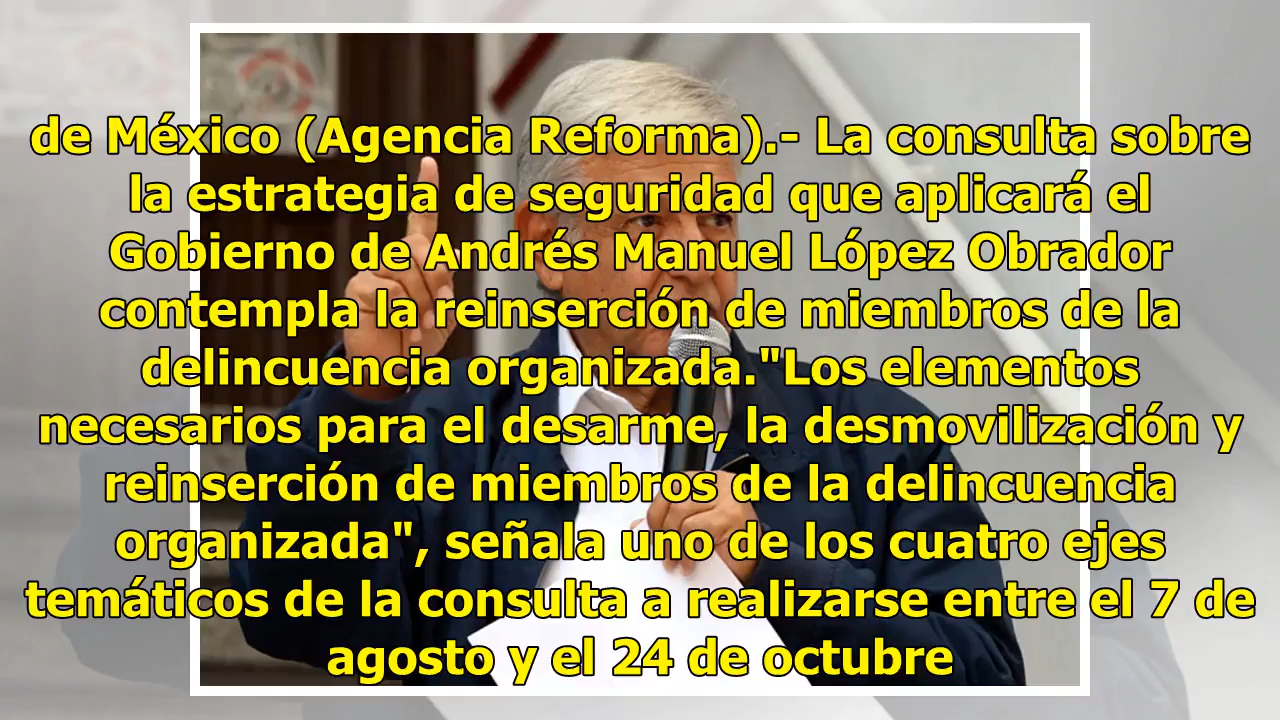 de México (Agencia Reforma).- La consulta sobre
la estrategia de seguridad que aplicará el
Gobierno de Andrés Manuel López Obrador
contempla la reinserción de miembros de la
delincuencia organizada."Los elementos
necesarios para el desarme, la desmovilización y
reinserción de miembros de la delincuencia
organizada", señala uno de los cuatro ejes
temáticos de la consulta a realizarse entre el 7 de
agosto y el 24 de octubre